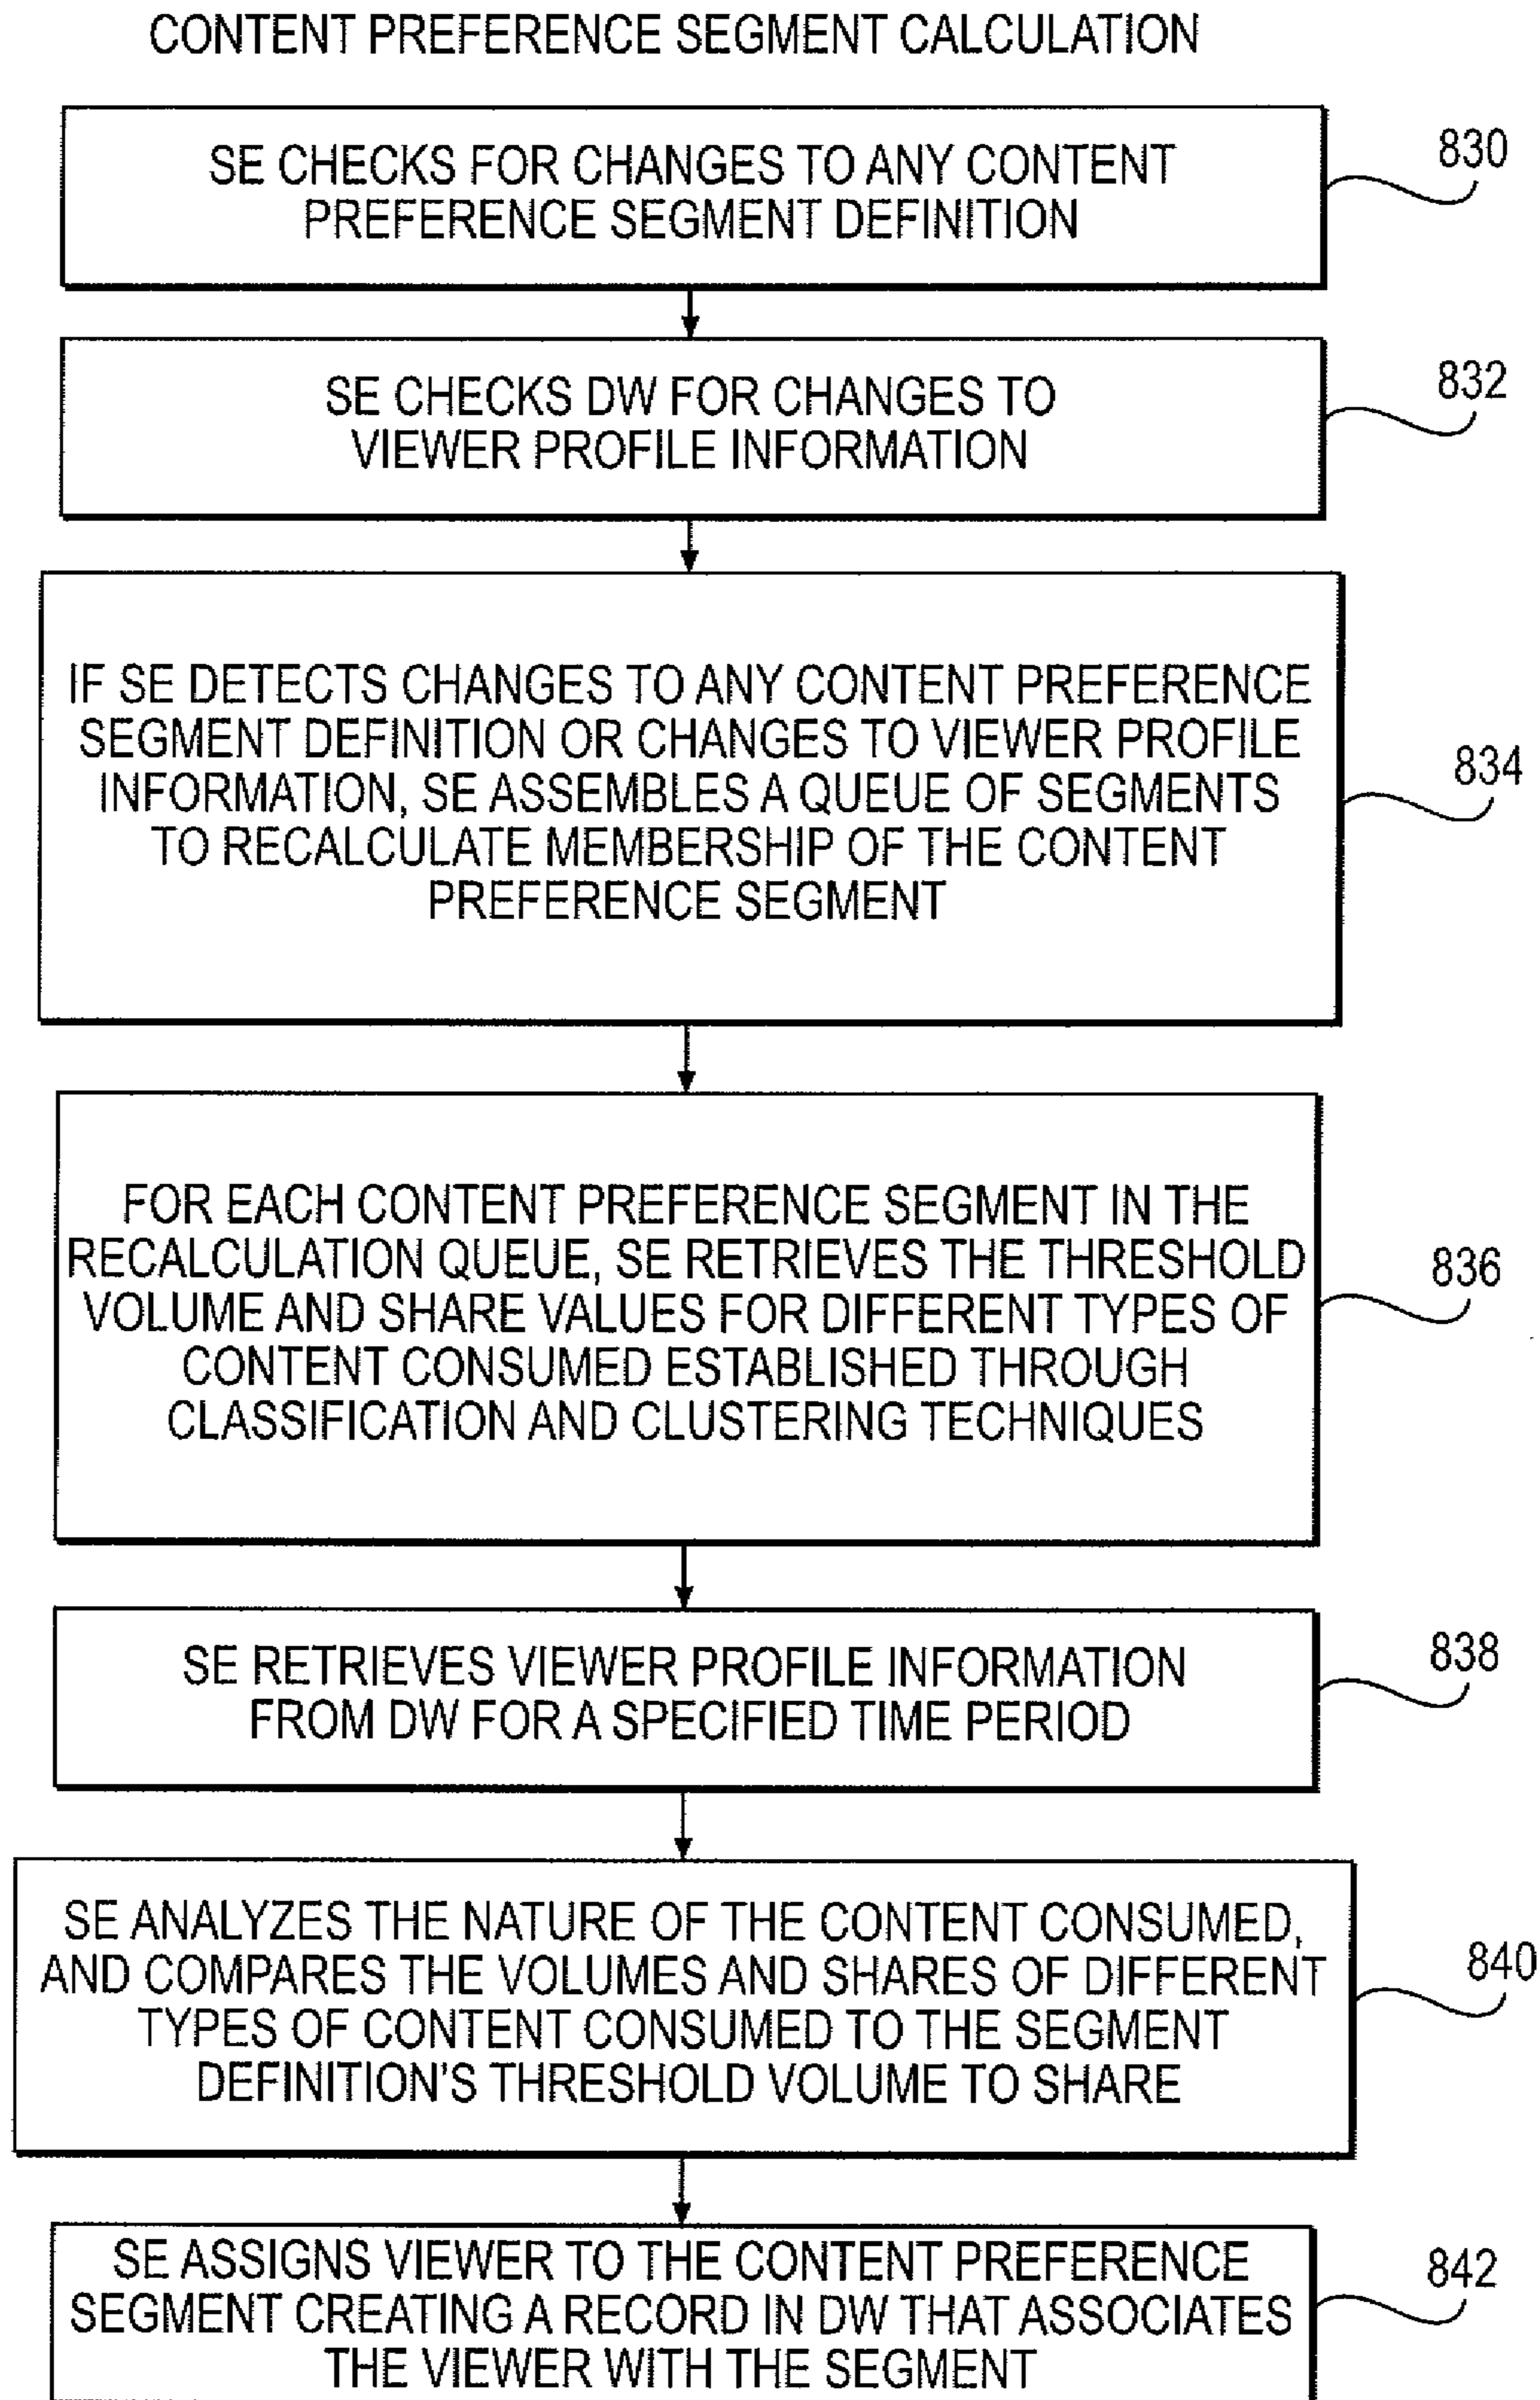 CONTENT PREFERENCE SEGMENT CALCULATION
SE CHECKS FOR CHANGES TO ANY CONTENT
PREFERENCE SEGMENT DEFINITION
830
SE CHECKS DW FOR CHANGES TO
VIEWER PROFILE INFORMATION
832
IF SE DETECTS CHANGES TO ANY CONTENT PREFERENCE
SEGMENT DEFINITION OR CHANGES TO VIEWER PROFILE
INFORMATION, SE ASSEMBLES A QUEUE OF SEGMENTS
TO RECALCULATE MEMBERSHIP OF THE CONTENT
PREFERENCE SEGMENT
834
FOR EACH CONTENT PREFERENCE SEGMENT IN THE
RECALCULATION QUEUE, SE RETRIEVES THE THRESHOLD
VOLUME AND SHARE VALUES FOR DIFFERENT TYPES OF
CONTENT CONSUMED ESTABLISHED THROUGH
CLASSIFICATION AND CLUSTERING TECHNIQUES
836
SE RETRIEVES VIEWER PROFILE INFORMATION
FROM DW FOR A SPECIFIED TIME PERIOD
838
SE ANALYZES THE NATURE OF THE CONTENT CONSUMED,
AND COMPARES THE VOLUMES AND SHARES OF DIFFERENT
TYPES OF CONTENT CONSUMED TO THE SEGMENT
DEFINITION'S THRESHOLD VOLUME TO SHARE
840
SE ASSIGNS VIEWER TO THE CONTENT PREFERENCE
SEGMENT CREATING A RECORD IN DW THAT ASSOCIATES
THE VIEWER WITH THE SEGMENT
842